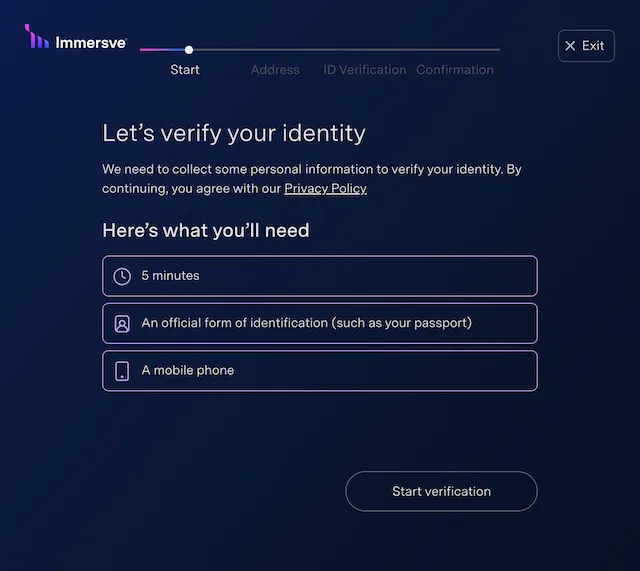 Immersve
Exit
Start
Address
ID Verification
Confirmation
Let’s verify your identity
We need to collect some personal information to verify your identity. By
continuing, you agree with our Privacy Policy
Here’s what you’ll need
5 minutes
An official form of identification (such as your passport)
A mobile phone
Start verification